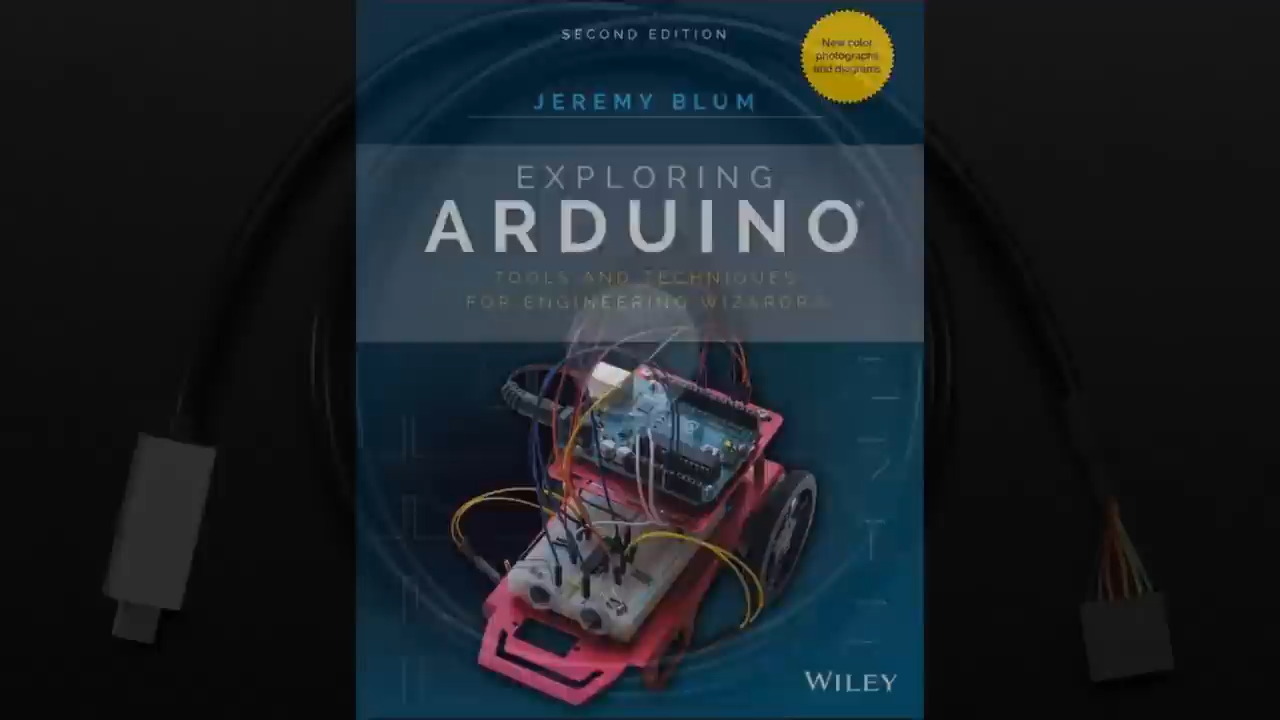 SECOND EDITION
New color
photographs
and diagrams
JEREMY BLUM
EXPLORING
ARDUINO®
TOOLS AND TECHNIQUES
FOR ENGINEERING WIZARDRY
WILEY